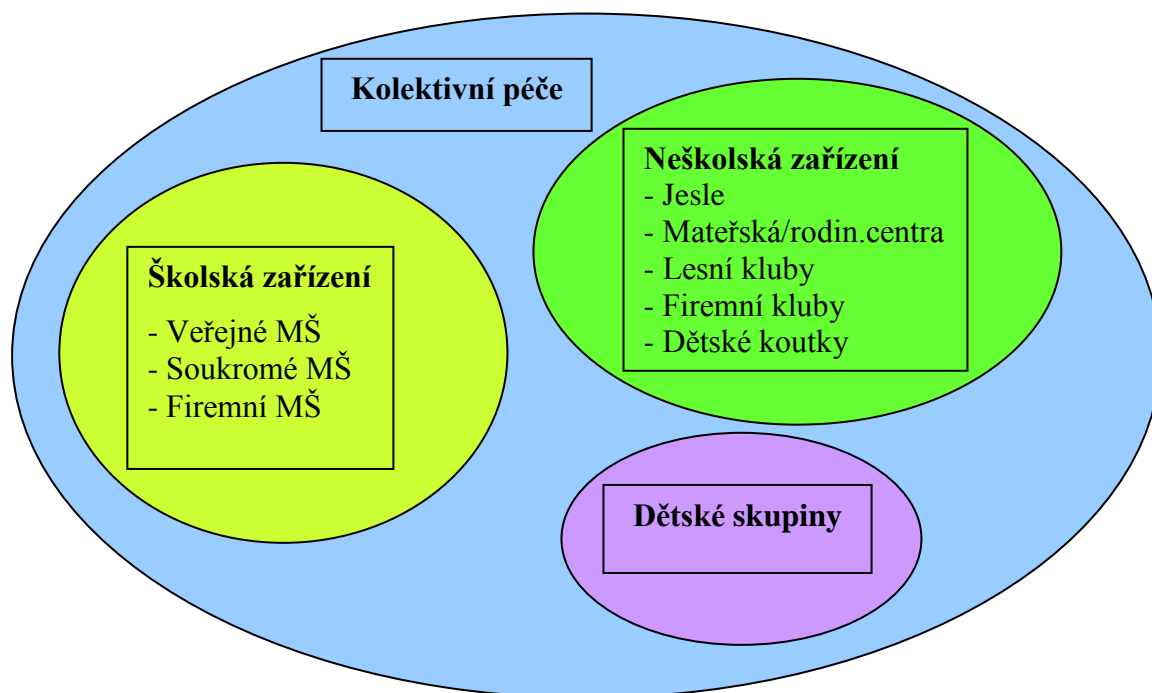 Kolektivní péče
Neškolská zařízení
- Jesle
- Mateřská/rodin.centra
- Lesní kluby
- Firemní kluby
- Dětské koutky
Školská zařízení
- Veřejné MŠ
- Soukromé MŠ
- Firemní MŠ
Dětské skupiny